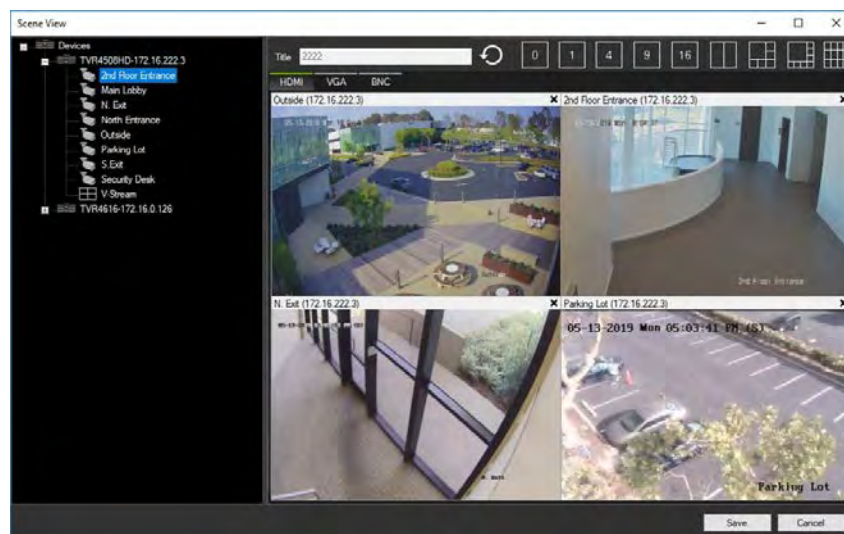 Scene View
Devices
TVR4508HD-172.16.222.3
2nd Floor Entrance
Main Lobby
N. Exit
North Entrance
Outside
Parking Lot
S.Exit
Security Desk
V-Stream
TVR4616-172.16.0.126
Title 2222
0 1 4 9 16
HDMI VGA BNC
Outside (172.16.222.3)
2nd Floor Entrance (172.16.222.3)
2nd Floor Entrance
N. Exit (172.16.222.3)
Parking Lot (172.16.222.3)
05-13-2019 Mon 05:03:41 PM (S)
Parking Lot
Save Cancel